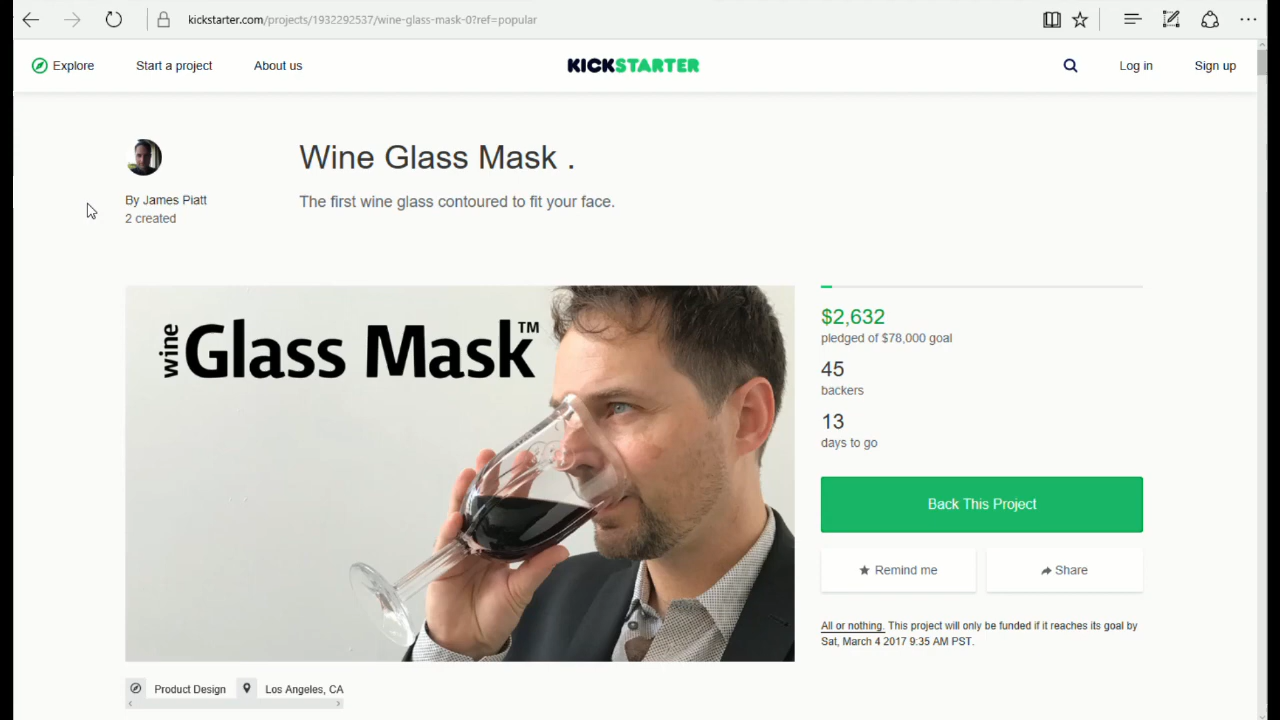 kickstarter.com/projects/1932292537/wine-glass-mask-0?ref=popular
Explore
Start a project
About us
KICKSTARTER
Log in
Sign up
Wine Glass Mask .
By James Piatt
2 created
The first wine glass contoured to fit your face.
wine Glass Mask™
$2,632
pledged of $78,000 goal
45
backers
13
days to go
Back This Project
Remind me
Share
All or nothing. This project will only be funded if it reaches its goal by
Sat, March 4 2017 9:35 AM PST.
Product Design
Los Angeles, CA